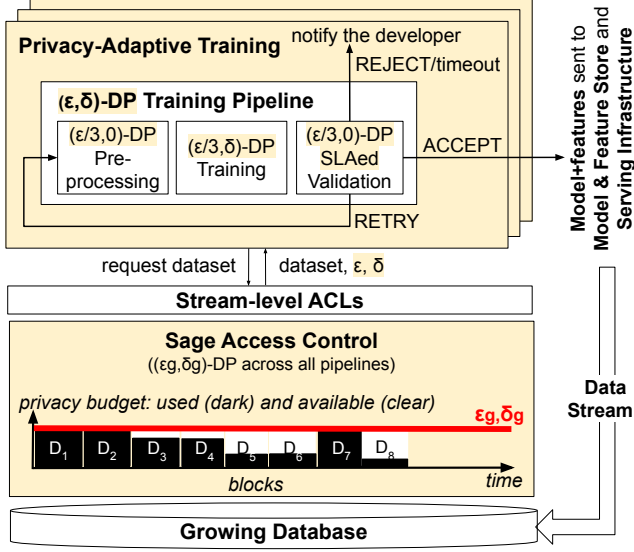 Privacy-Adaptive Training
notify the developer
REJECT/timeout
(ε,δ)-DP Training Pipeline
(ε/3,0)-DP
Pre-
processing
(ε/3,δ)-DP
Training
(ε/3,0)-DP
SLAed
Validation
ACCEPT
RETRY
Model+features sent to
Model & Feature Store and
Serving Infrastructure
request dataset
dataset, ε, δ
Stream-level ACLs
Sage Access Control
((εg,δg)-DP across all pipelines)
privacy budget: used (dark) and available (clear)
εg,δg
D1 D2 D3 D4 D5 D6 D7 D8
blocks
time
Data
Stream
Growing Database